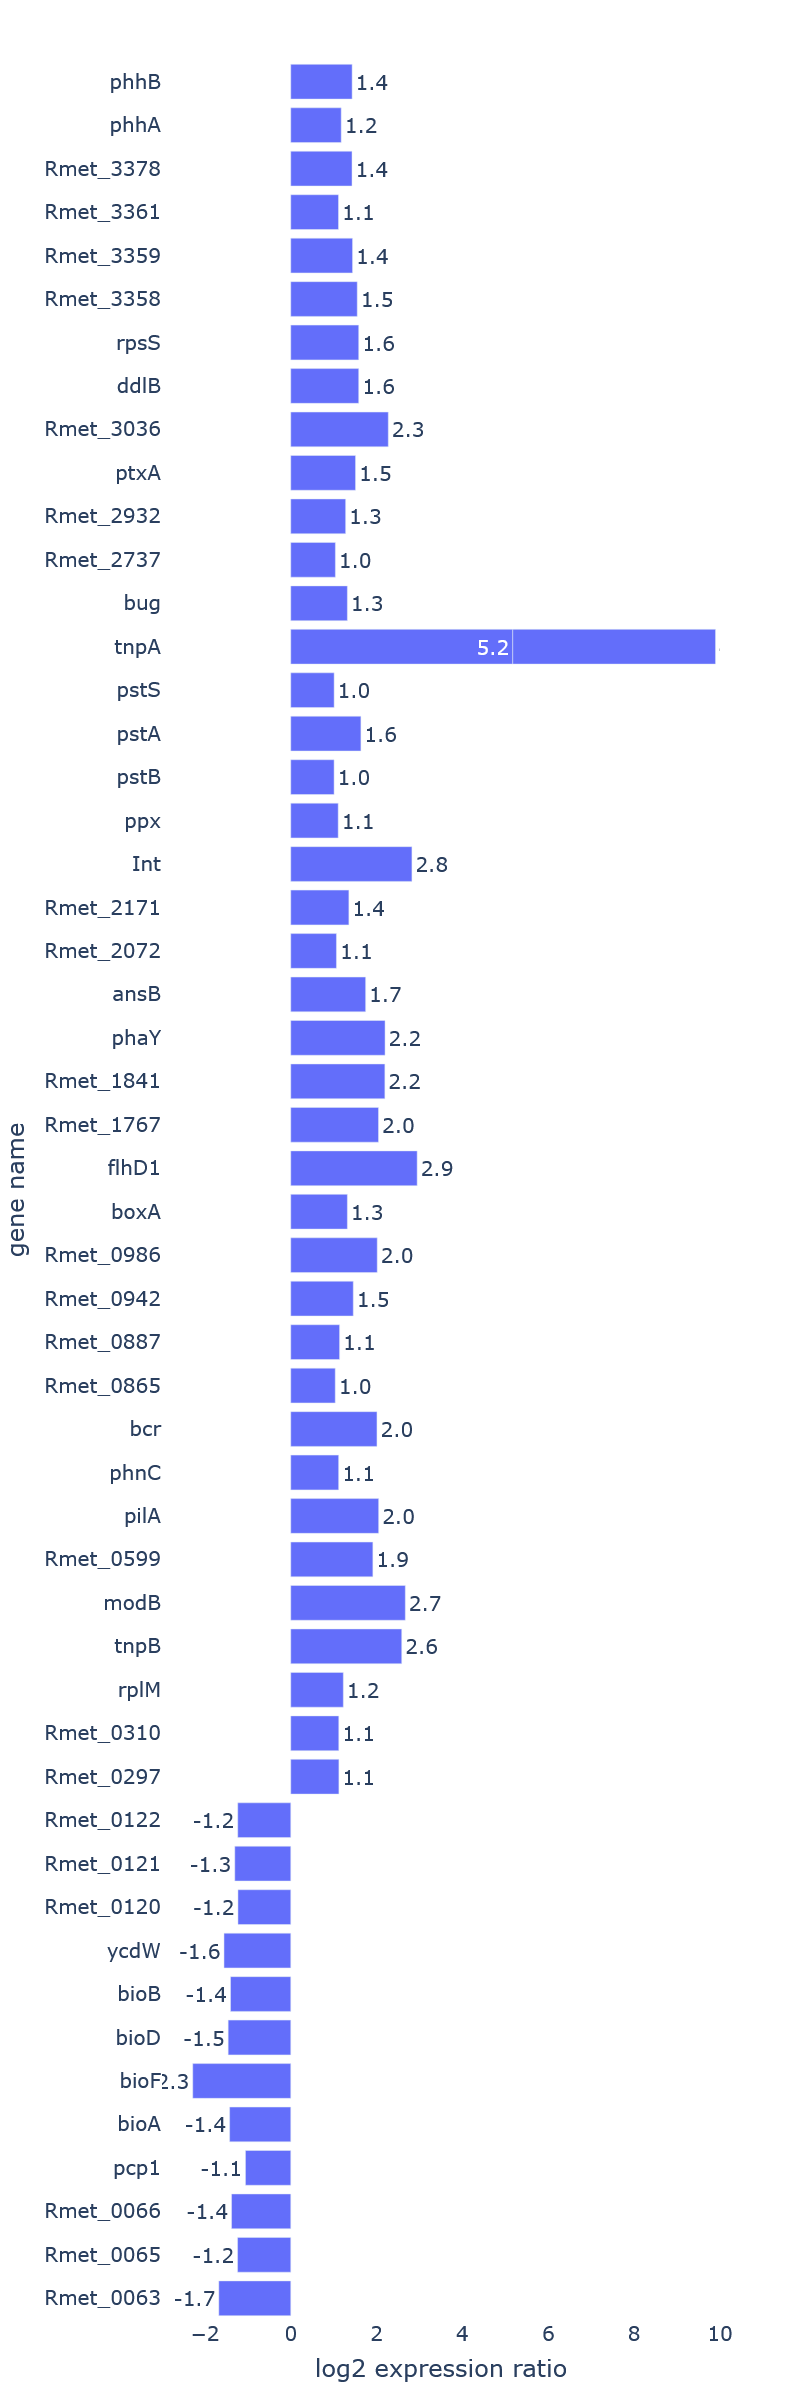 phhB 1.4
phhA 1.2
Rmet_3378 1.4
Rmet_3361 1.1
Rmet_3359 1.4
Rmet_3358 1.5
rpsS 1.6
ddlB 1.6
Rmet_3036 2.3
ptxA 1.5
Rmet_2932 1.3
Rmet_2737 1.0
bug 1.3
tnpA 5.2
pstS 1.0
pstA 1.6
pstB 1.0
ppx 1.1
Int 2.8
Rmet_2171 1.4
Rmet_2072 1.1
ansB 1.7
phaY 2.2
Rmet_1841 2.2
Rmet_1767 2.0
flhD1 2.9
boxA 1.3
Rmet_0986 2.0
Rmet_0942 1.5
Rmet_0887 1.1
Rmet_0865 1.0
bcr 2.0
phnC 1.1
pilA 2.0
Rmet_0599 1.9
modB 2.7
tnpB 2.6
rplM 1.2
Rmet_0310 1.1
Rmet_0297 1.1
Rmet_0122 -1.2
Rmet_0121 -1.3
Rmet_0120 -1.2
ycdW -1.6
bioB -1.4
bioD -1.5
bioF 2.3
bioA -1.4
pcp1 -1.1
Rmet_0066 -1.4
Rmet_0065 -1.2
Rmet_0063 -1.7
−2 0 2 4 6 8 10
log2 expression ratio
gene name